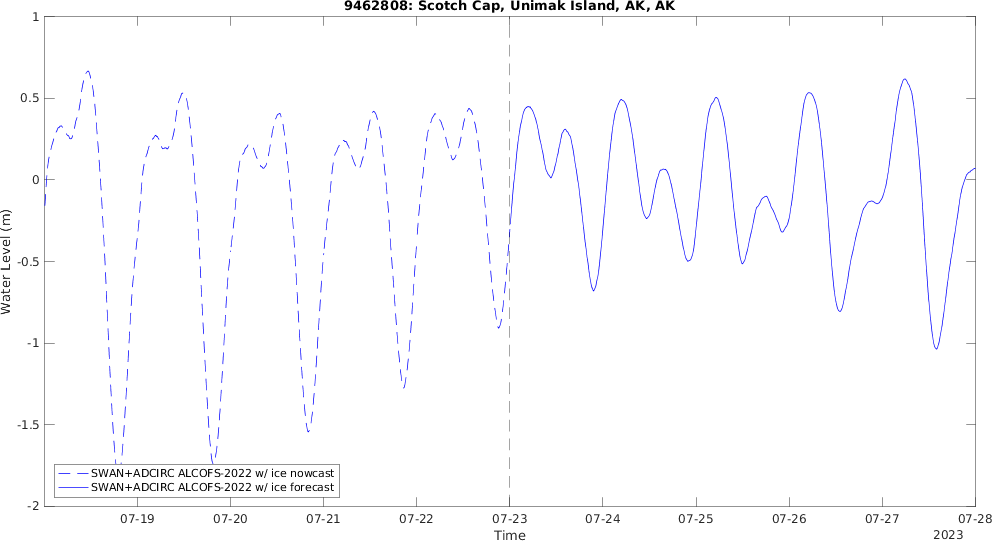 9462808: Scotch Cap, Unimak Island, AK, AK
1
0.5
0
-0.5
-1
-1.5
-2
Water Level (m)
SWAN+ADCIRC ALCOFS-2022 w/ ice nowcast
SWAN+ADCIRC ALCOFS-2022 w/ ice forecast
07-19 07-20 07-21 07-22 07-23 07-24 07-25 07-26 07-27 07-28
Time
2023